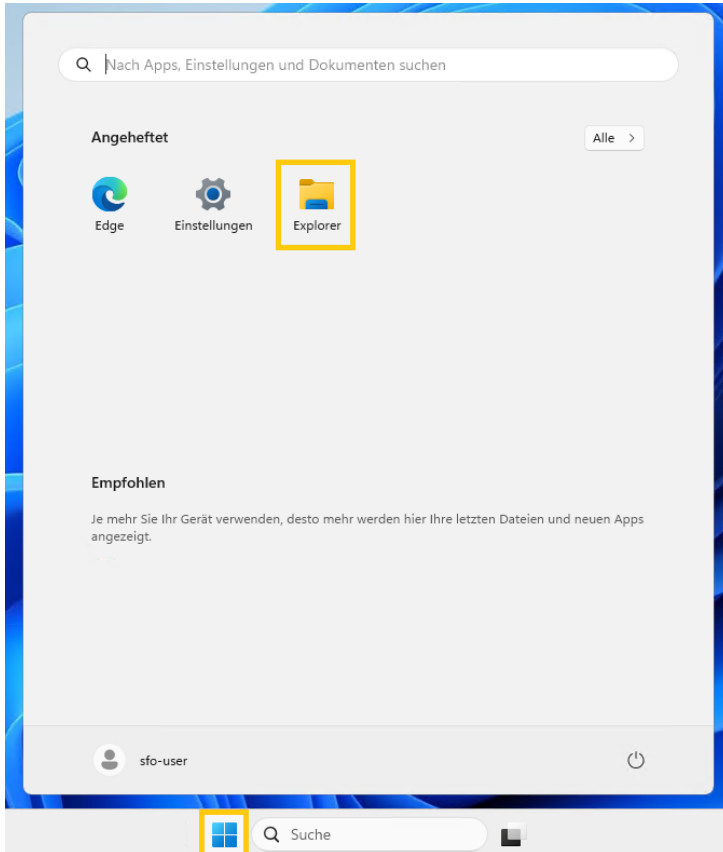 Nach Apps, Einstellungen und Dokumenten suchen
Angeheftet
Alle
Edge
Einstellungen
Explorer
Empfohlen
Je mehr Sie Ihr Gerät verwenden, desto mehr werden hier Ihre letzten Dateien und neuen Apps
angezeigt.
sfo-user
Suche